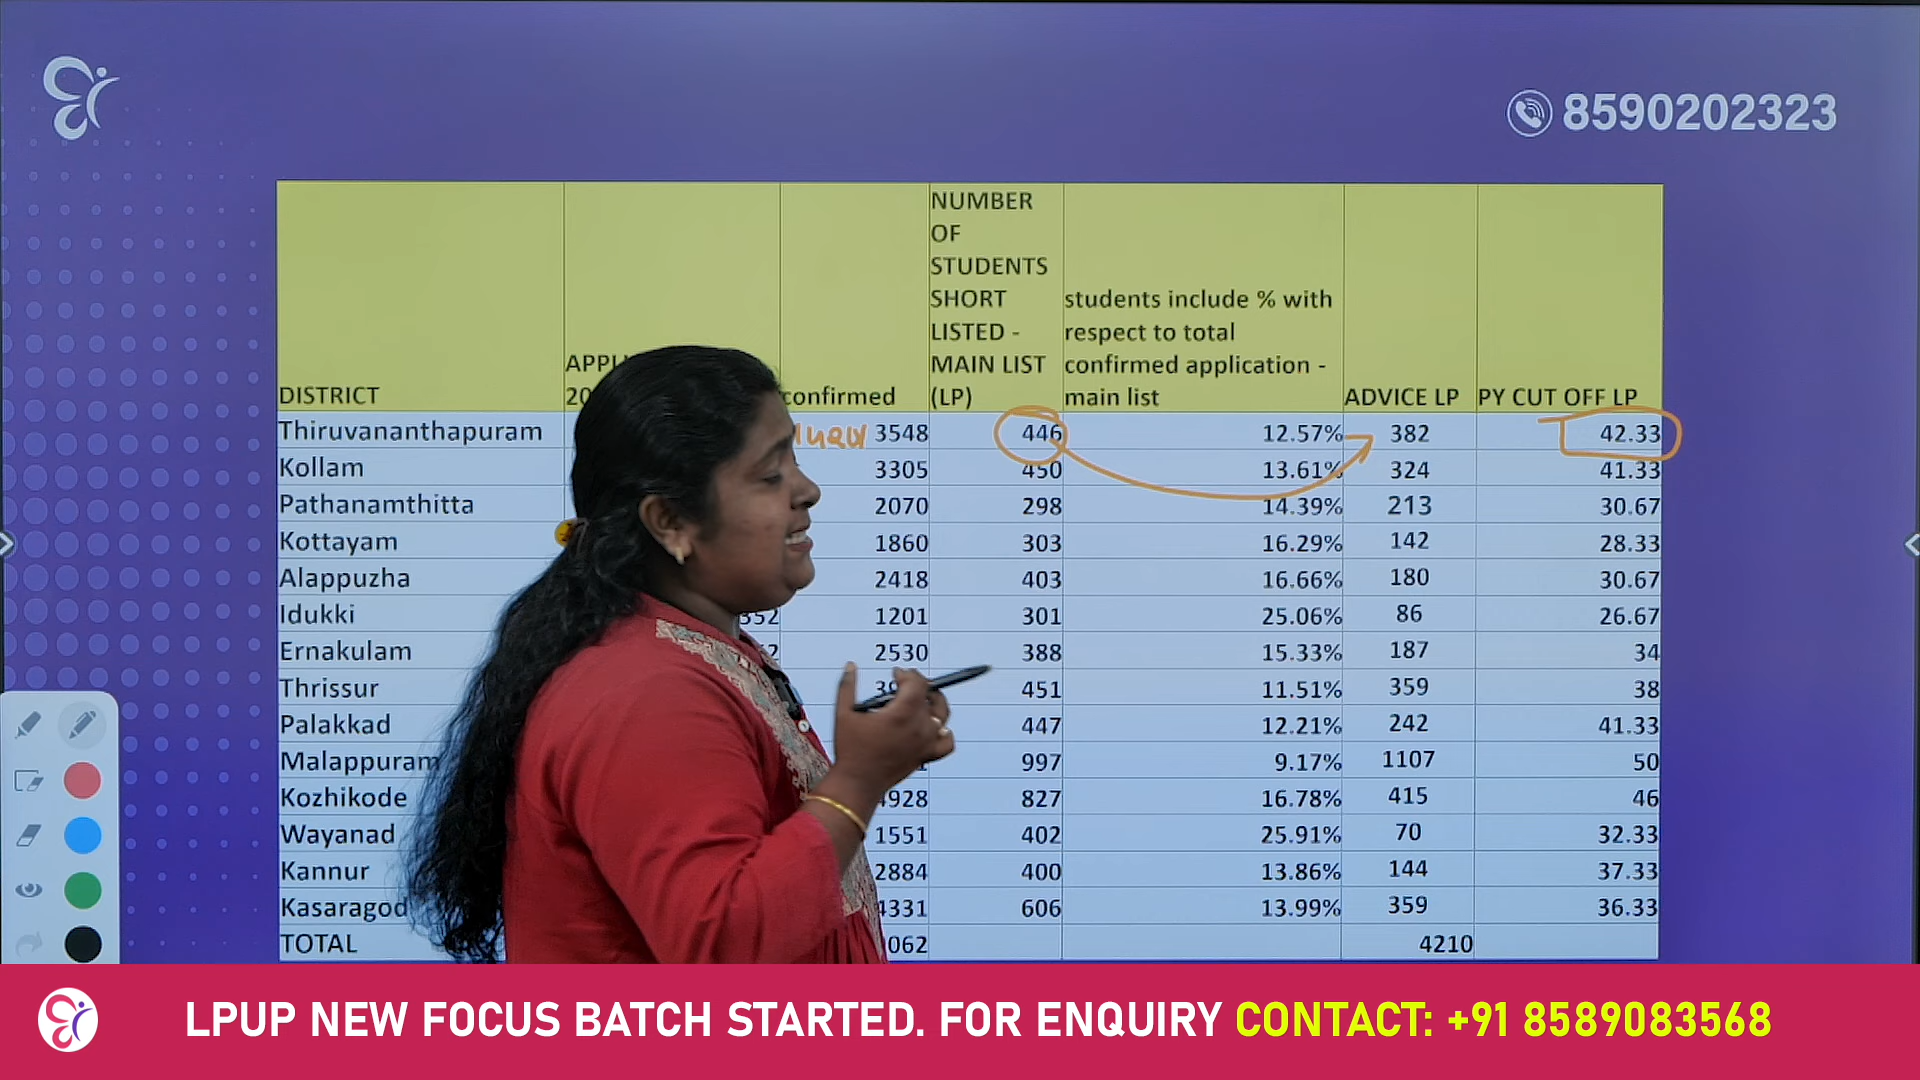 8590202323
NUMBER
OF
STUDENTS
SHORT
LISTED -
MAIN LIST
(LP)
students include % with
respect to total
confirmed application -
main list
DISTRICT confirmed ADVICE LP PY CUT OFF LP
Thiruvananthapuram 3548 446 12.57% 382 42.33
Kollam 3305 450 13.61% 324 41.33
Pathanamthitta 2070 298 14.39% 213 30.67
Kottayam 1860 303 16.29% 142 28.33
Alappuzha 2418 403 16.66% 180 30.67
Idukki 1201 301 25.06% 86 26.67
Ernakulam 2530 388 15.33% 187 34
Thrissur 451 11.51% 359 38
Palakkad 447 12.21% 242 41.33
Malappuram 997 9.17% 1107 50
Kozhikode 4928 827 16.78% 415 46
Wayanad 1551 402 25.91% 70 32.33
Kannur 2884 400 13.86% 144 37.33
Kasaragod 4331 606 13.99% 359 36.33
TOTAL 4210
LPUP NEW FOCUS BATCH STARTED. FOR ENQUIRY CONTACT: +91 8589083568